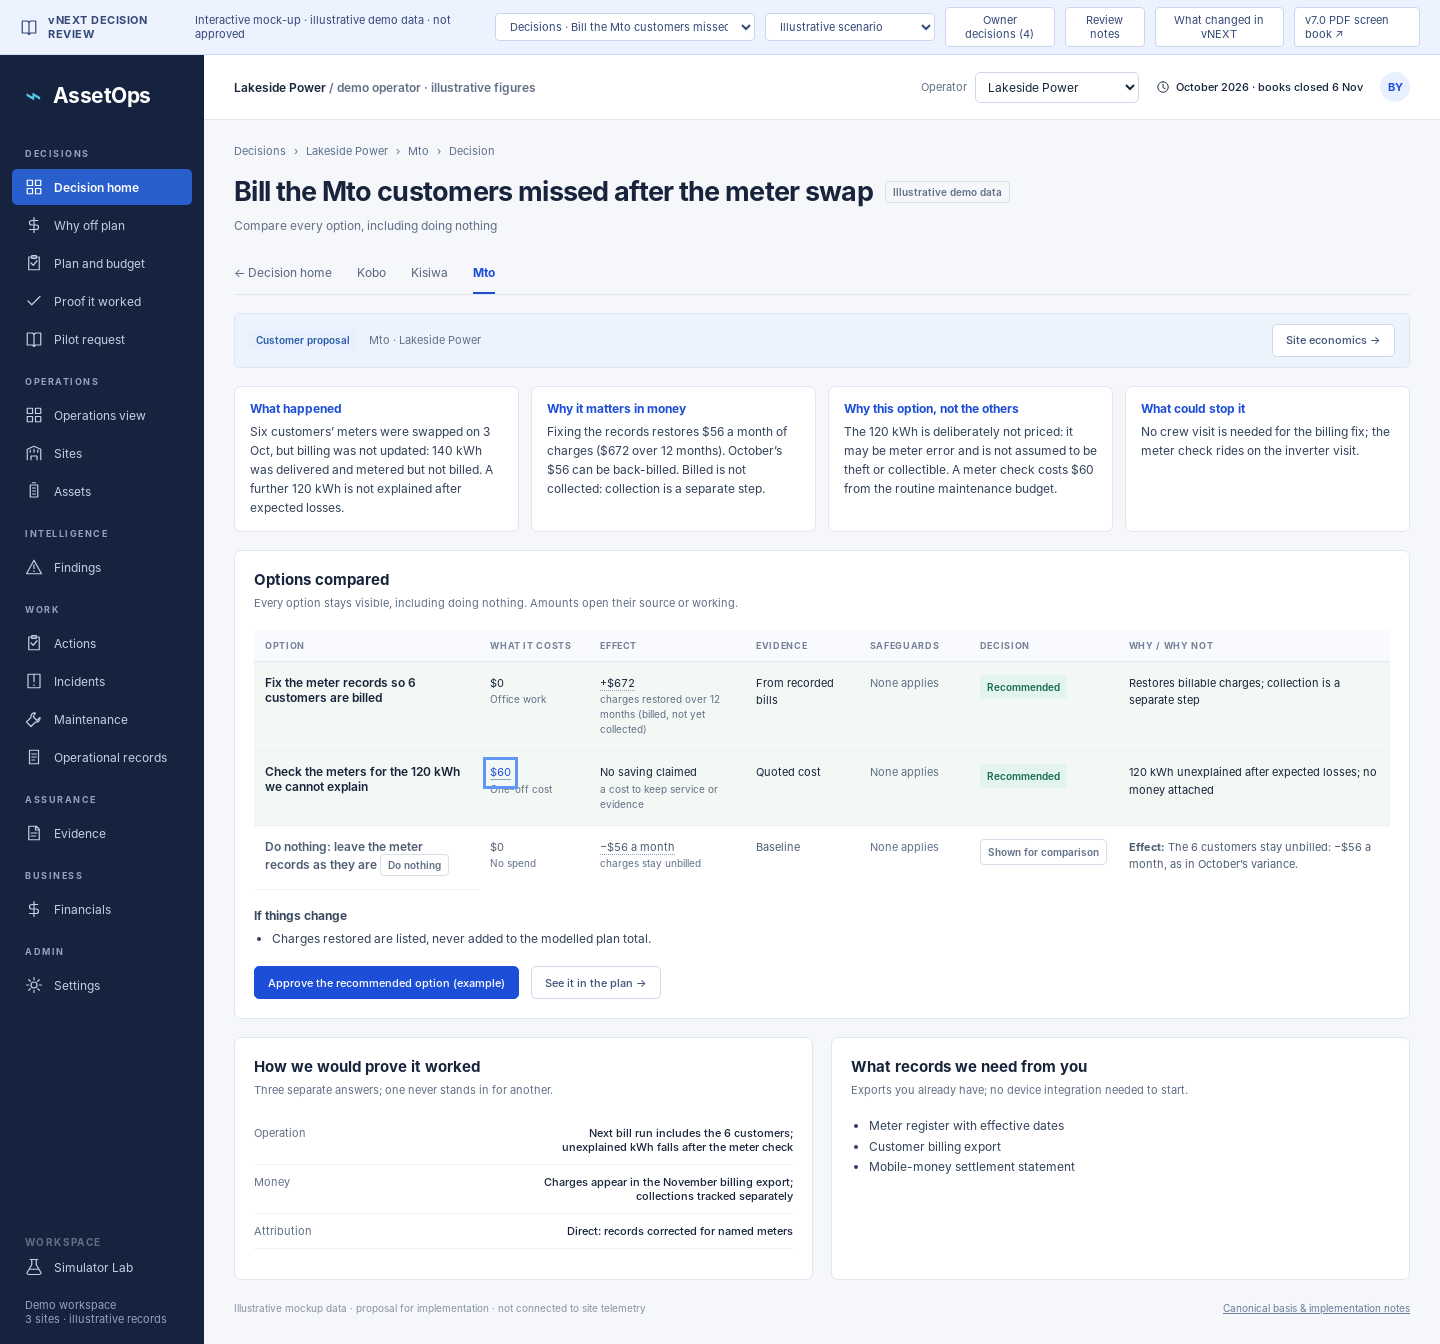 vNEXT DECISION REVIEW
Interactive mock-up · illustrative demo data · not approved
Decisions · Bill the Mto customers missed
Illustrative scenario
Owner decisions (4)
Review notes
What changed in vNEXT
v7.0 PDF screen book ↗
AssetOps
DECISIONS
Decision home
Why off plan
Plan and budget
Proof it worked
Pilot request
OPERATIONS
Operations view
Sites
Assets
INTELLIGENCE
Findings
WORK
Actions
Incidents
Maintenance
Operational records
ASSURANCE
Evidence
BUSINESS
Financials
ADMIN
Settings
WORKSPACE
Simulator Lab
Demo workspace
3 sites · illustrative records
Lakeside Power / demo operator · illustrative figures
Operator
Lakeside Power
October 2026 · books closed 6 Nov
BY
Decisions › Lakeside Power › Mto › Decision
Bill the Mto customers missed after the meter swap
Illustrative demo data
Compare every option, including doing nothing
← Decision home
Kobo
Kisiwa
Mto
Customer proposal
Mto · Lakeside Power
Site economics →
What happened
Six customers’ meters were swapped on 3
Oct, but billing was not updated: 140 kWh
was delivered and metered but not billed. A
further 120 kWh is not explained after
expected losses.
Why it matters in money
Fixing the records restores $56 a month of
charges ($672 over 12 months). October’s
$56 can be back-billed. Billed is not
collected: collection is a separate step.
Why this option, not the others
The 120 kWh is deliberately not priced: it
may be meter error and is not assumed to be
theft or collectible. A meter check costs $60
from the routine maintenance budget.
What could stop it
No crew visit is needed for the billing fix; the
meter check rides on the inverter visit.
Options compared
Every option stays visible, including doing nothing. Amounts open their source or working.
OPTION
WHAT IT COSTS
EFFECT
EVIDENCE
SAFEGUARDS
DECISION
WHY / WHY NOT
Fix the meter records so 6
customers are billed
$0
Office work
+$672
charges restored over 12
months (billed, not yet
collected)
From recorded
bills
None applies
Recommended
Restores billable charges; collection is a
separate step
Check the meters for the 120 kWh
we cannot explain
$60
One-off cost
No saving claimed
a cost to keep service or
evidence
Quoted cost
None applies
Recommended
120 kWh unexplained after expected losses; no
money attached
Do nothing: leave the meter
records as they are Do nothing
$0
No spend
−$56 a month
charges stay unbilled
Baseline
None applies
Shown for comparison
Effect: The 6 customers stay unbilled: −$56 a
month, as in October’s variance.
If things change
• Charges restored are listed, never added to the modelled plan total.
Approve the recommended option (example)
See it in the plan →
How we would prove it worked
Three separate answers; one never stands in for another.
Operation
Next bill run includes the 6 customers;
unexplained kWh falls after the meter check
Money
Charges appear in the November billing export;
collections tracked separately
Attribution
Direct: records corrected for named meters
What records we need from you
Exports you already have; no device integration needed to start.
• Meter register with effective dates
• Customer billing export
• Mobile-money settlement statement
Illustrative mockup data · proposal for implementation · not connected to site telemetry
Canonical basis & implementation notes